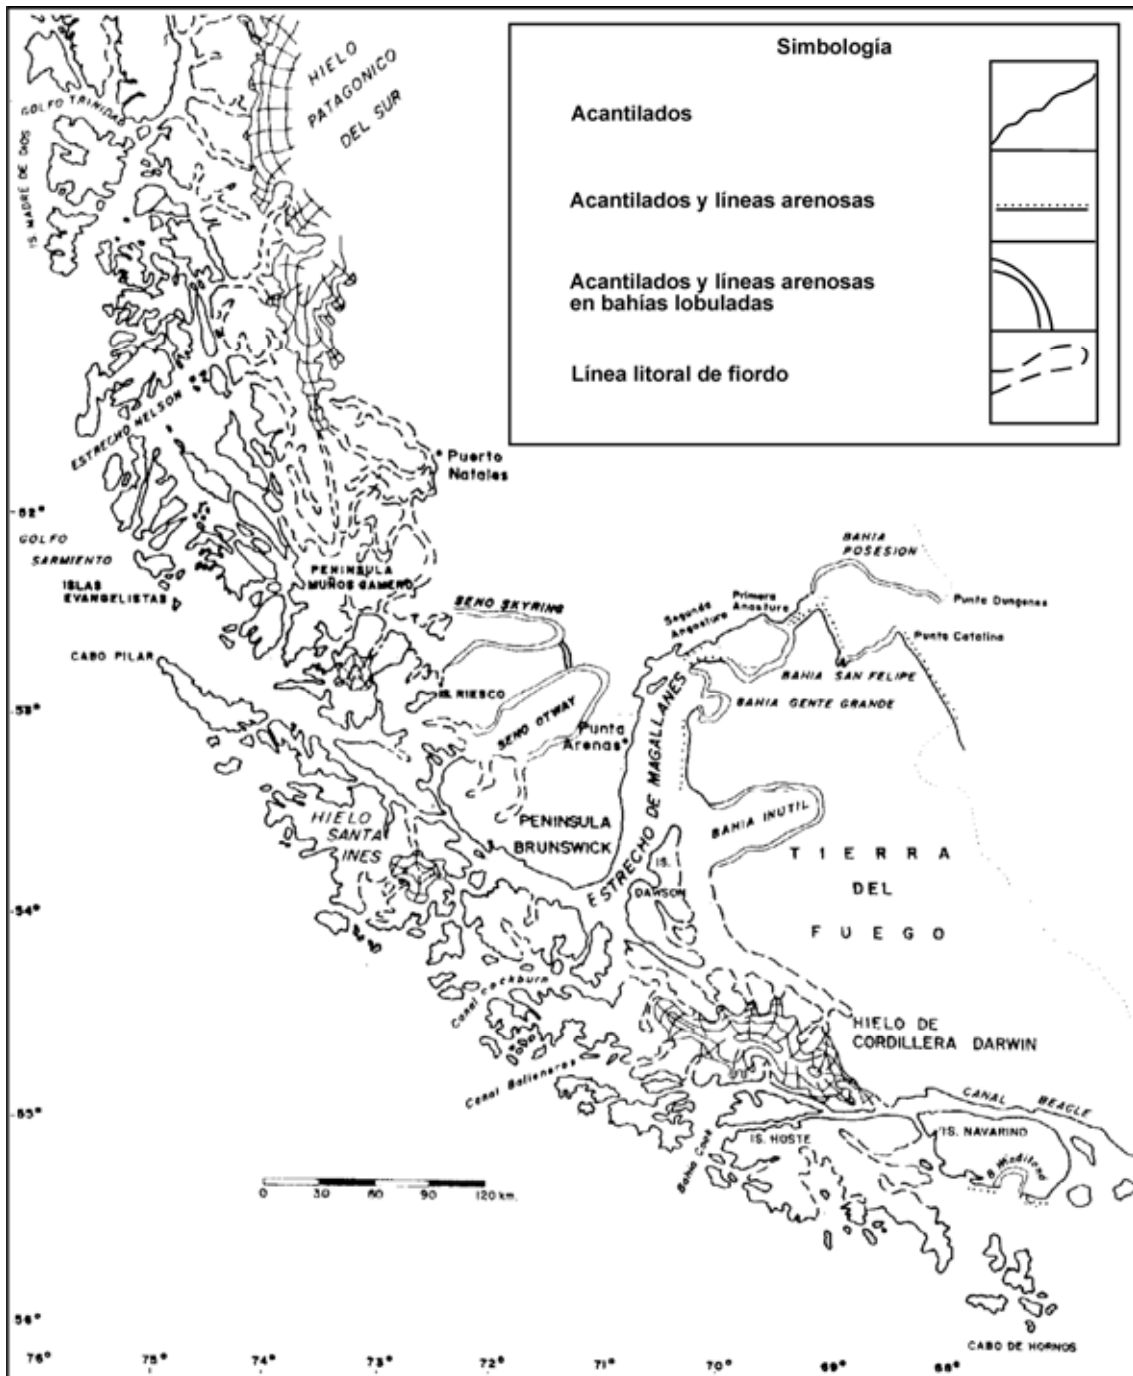 Simbología
Acantilados
Acantilados y líneas arenosas
Acantilados y líneas arenosas
en bahías lobuladas
Línea litoral de fiordo
HIELO
PATAGONICO
DEL SUR
GOLFO TRINIDAD
IS. MADRE DE DIOS
ESTRECHO NELSON
Puerto
Natales
52°
GOLFO
SARMIENTO
ISLAS
EVANGELISTAS
PENINSULA
MUÑOS GAMERO
BAHIA
POSESION
SENO SKYRING
Primera
Angostura
Segunda
Angostura
Punta Dungenes
Punta Catalina
CABO PILAR
BAHIA SAN FELIPE
IS. RIESCO
BAHIA GENTE GRANDE
53°
SENO OTWAY
Punta
Arenas
ESTRECHO DE MAGALLANES
BAHIA INUTIL
HIELO
SANTA
INES
PENINSULA
BRUNSWICK
IS.
DAWSON
TIERRA
DEL
FUEGO
54°
Canal Cockburn
HIELO DE
CORDILLERA DARWIN
Canal Balleneros
CANAL BEAGLE
55°
IS. HOSTE
IS. NAVARINO
Bahia Cook
0 30 60 90 120 km.
56°
CABO DE HORNOS
76° 75° 74° 73° 72° 71° 70° 69° 68°